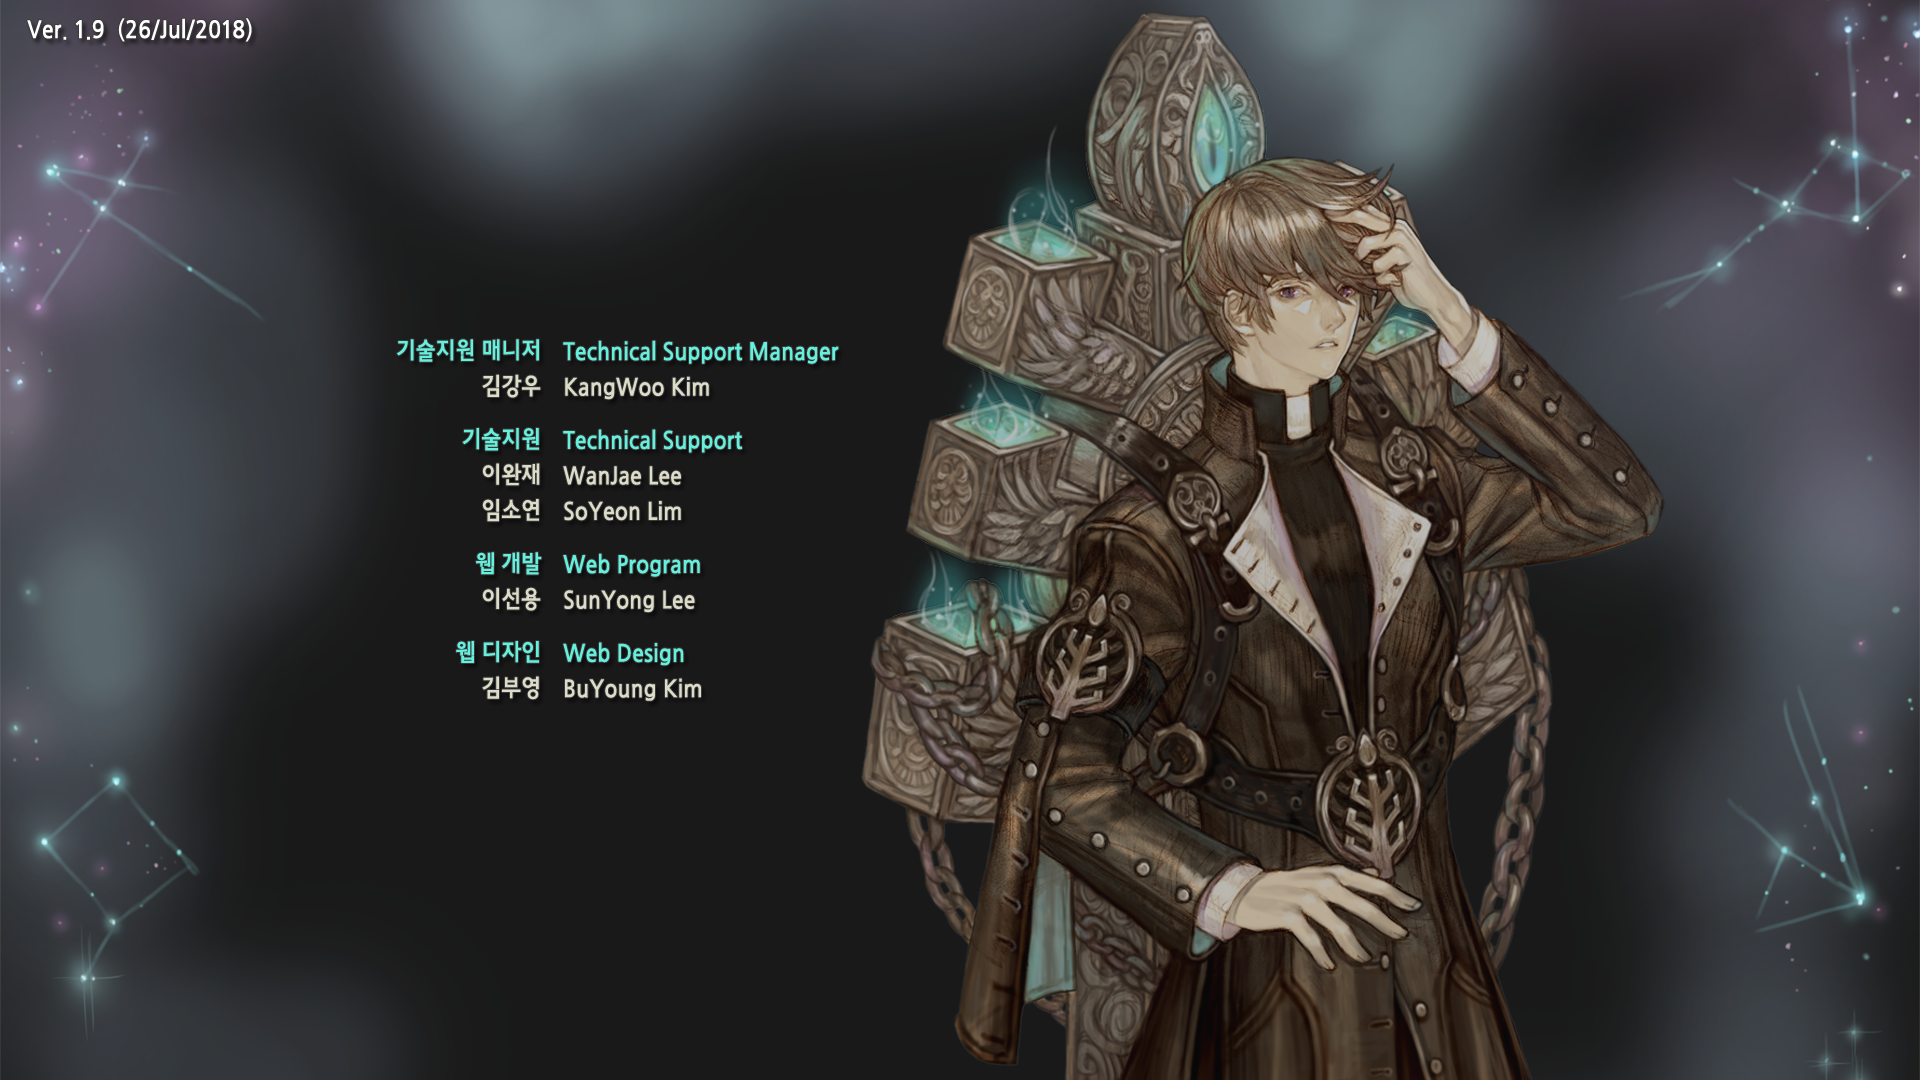 Ver. 1.9 (26/Jul/2018)
기술지원 매니저 Technical Support Manager
김강우 KangWoo Kim
기술지원 Technical Support
이완재 WanJae Lee
임소연 SoYeon Lim
웹 개발 Web Program
이선용 SunYong Lee
웹 디자인 Web Design
김부영 BuYoung Kim